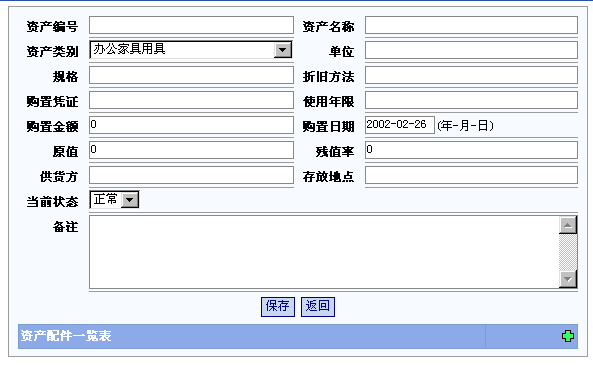 资产编号 资产名称
资产类别 办公家具用具 单位
规格 折旧方法
购置凭证 使用年限
购置金额 0 购置日期 2002-02-26 (年-月-日)
原值 0 残值率 0
供货方 存放地点
当前状态 正常
备注
保存 返回
资产配件一览表